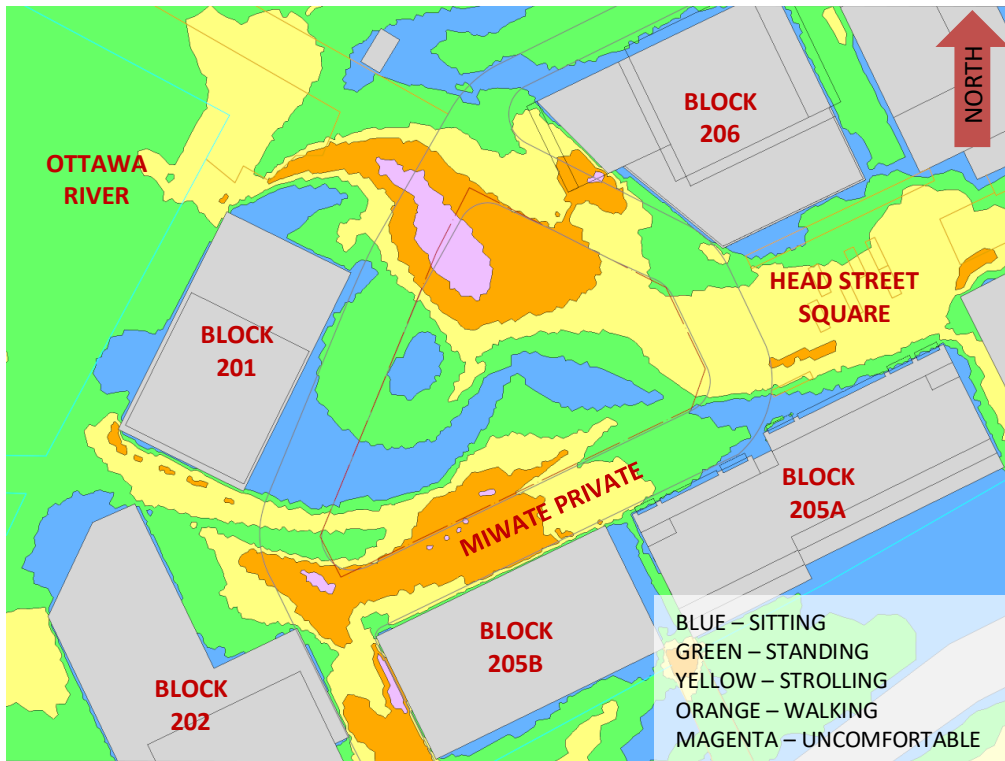 NORTH
BLOCK
206
OTTAWA
RIVER
HEAD STREET
SQUARE
BLOCK
201
MIWATE PRIVATE
BLOCK
205A
BLOCK
205B
BLOCK
202
BLUE – SITTING
GREEN – STANDING
YELLOW – STROLLING
ORANGE – WALKING
MAGENTA – UNCOMFORTABLE